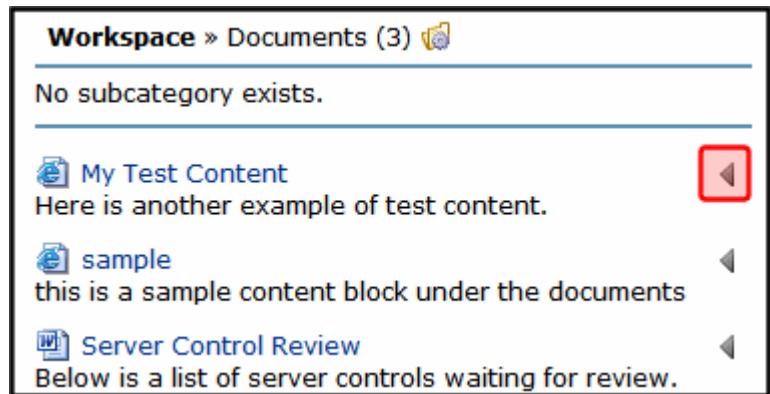 Workspace » Documents (3)
No subcategory exists.
My Test Content
Here is another example of test content.
sample
this is a sample content block under the documents
Server Control Review
Below is a list of server controls waiting for review.